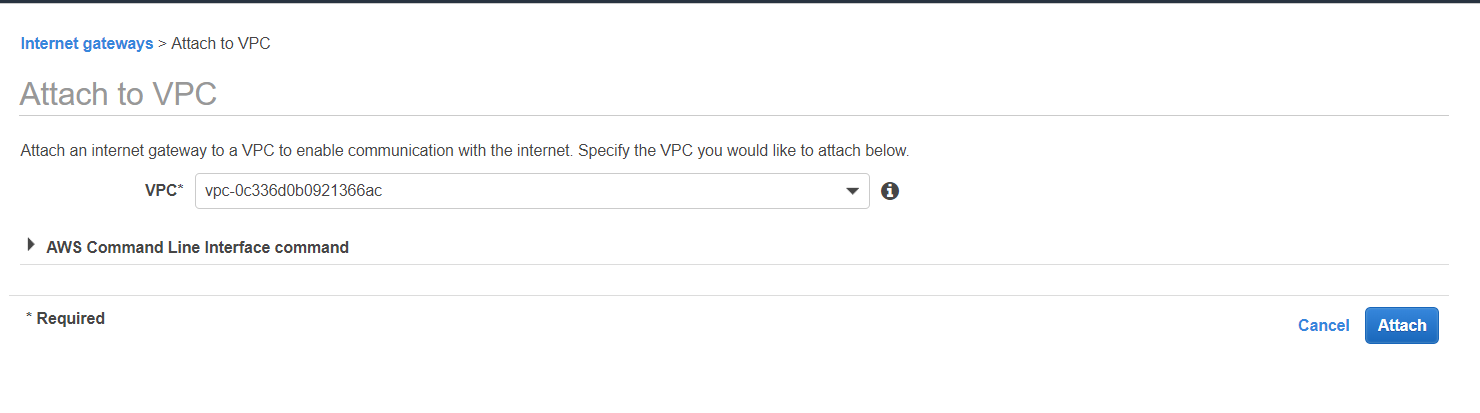 Internet gateways > Attach to VPC
Attach to VPC
Attach an internet gateway to a VPC to enable communication with the internet. Specify the VPC you would like to attach below.
VPC* vpc-0c336d0b0921366ac
AWS Command Line Interface command
* Required
Cancel Attach